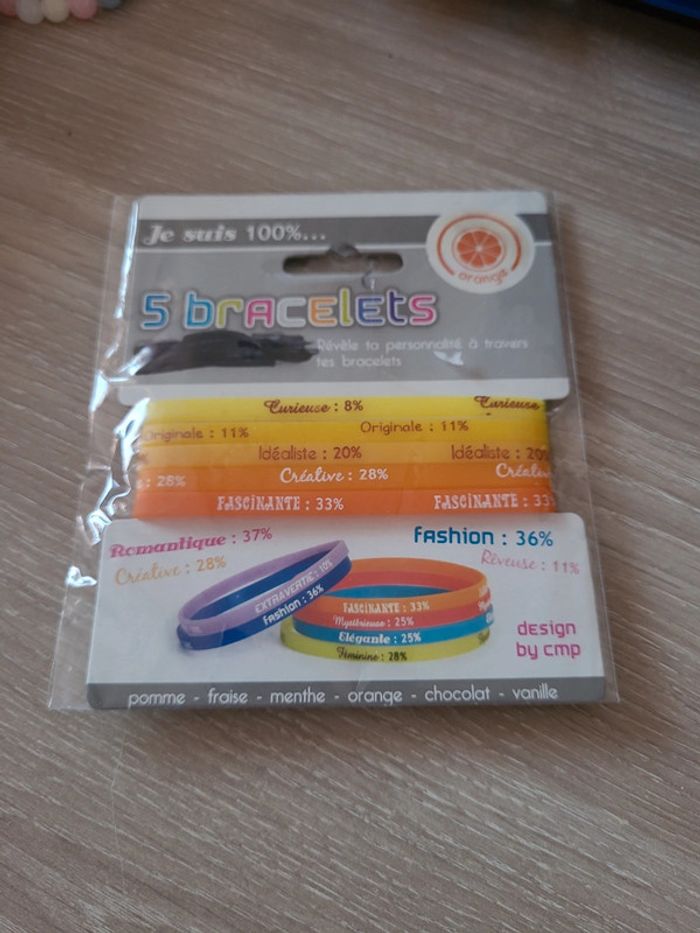 Je suis 100%...
orange
5 bracelets
Révèle ta personnalité à travers
tes bracelets
Curieuse : 8% Curieuse
Originale : 11% Originale : 11%
Idéaliste : 20% Idéaliste : 20%
: 28% Créative : 28% Créative
FASCINANTE : 33% FASCINANTE : 33
Romantique : 37% fashion : 36%
Créative : 28% Rêveuse : 11%
EXTRAVERTIE : 10%
fashion : 36%
FASCINANTE : 33%
Mystérieuse : 25%
Elégante : 25%
Féminine : 28%
design
by cmp
pomme - fraise - menthe - orange - chocolat - vanille